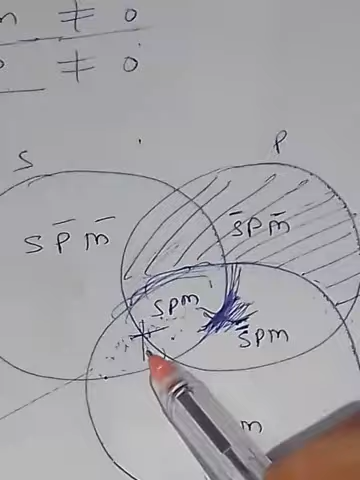 m ≠ 0
≠ 0
S
P
S P̅ m̅
S̅ P m̅
S P m
S̅ P m
m